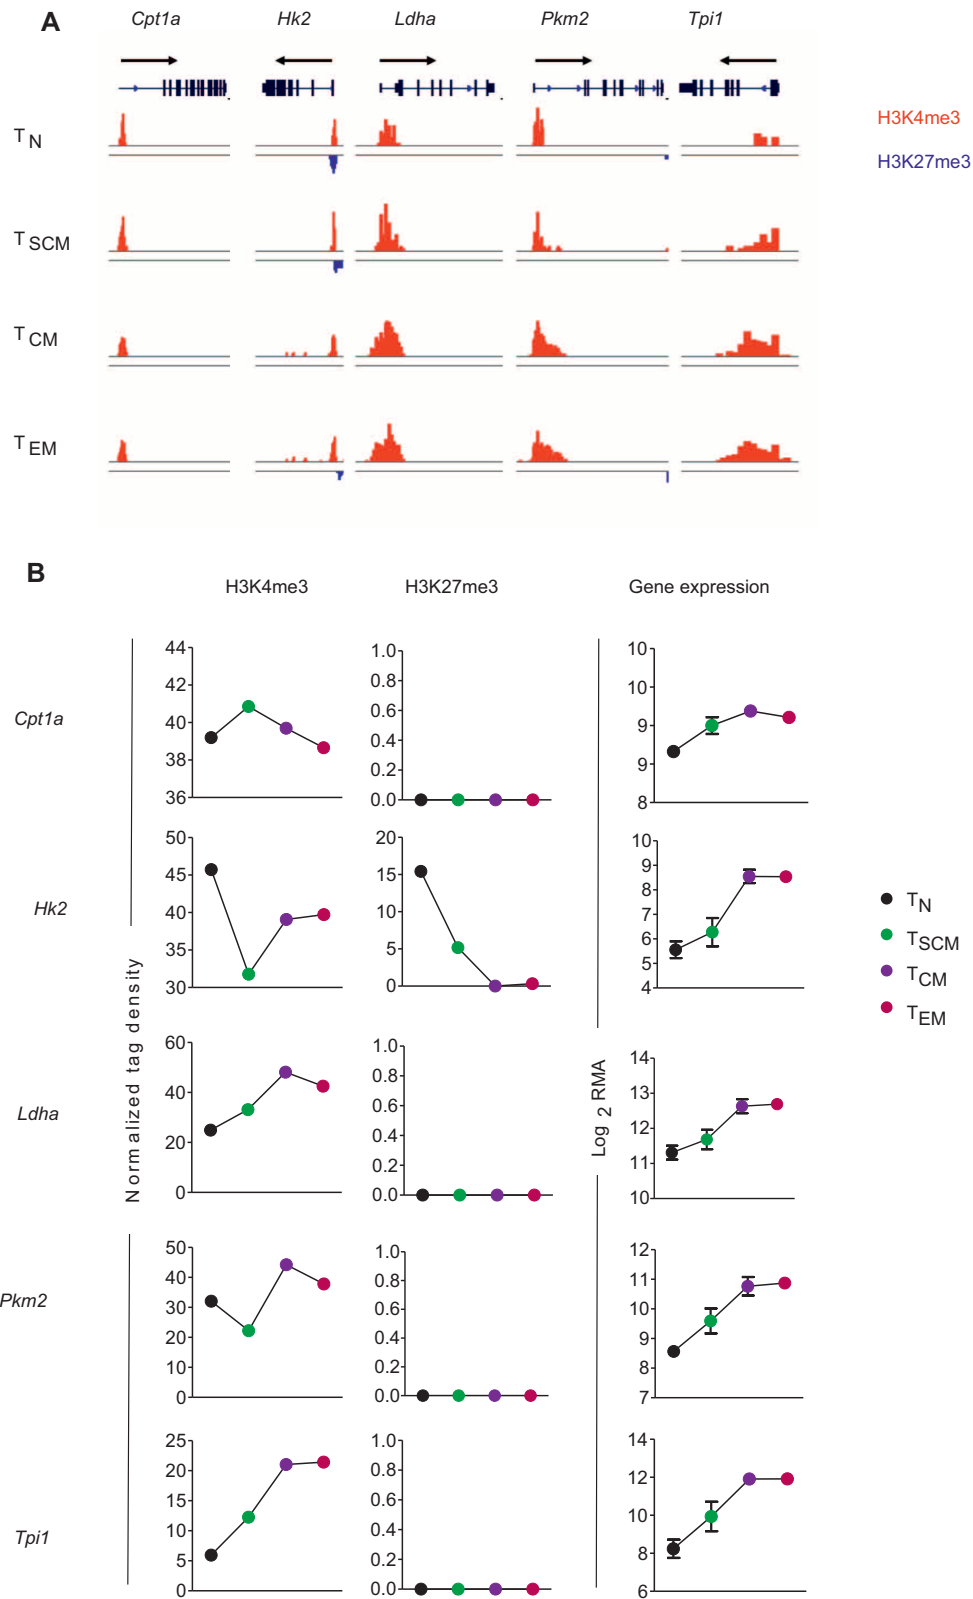 A
Cpt1a Hk2 Ldha Pkm2 Tpi1
H3K4me3
H3K27me3
TN
TSCM
TCM
TEM
B
H3K4me3 H3K27me3 Gene expression
Normalized tag density
Log 2 RMA
Cpt1a
44 42 40 38 36
1.0 0.8 0.6 0.4 0.2 0.0
10 10 9 9 8
Hk2
50 45 40 35 30
20 15 10 5 0
10 9 8 7 6 5 4
TN
TSCM
TCM
TEM
Ldha
60 40 20 0
1.0 0.8 0.6 0.4 0.2 0.0
14 13 12 11 10
Pkm2
50 40 30 20 10 0
1.0 0.8 0.6 0.4 0.2 0.0
12 11 10 9 8 7
Tpi1
25 20 15 10 5 0
1.0 0.8 0.6 0.4 0.2 0.0
14 12 10 8 6